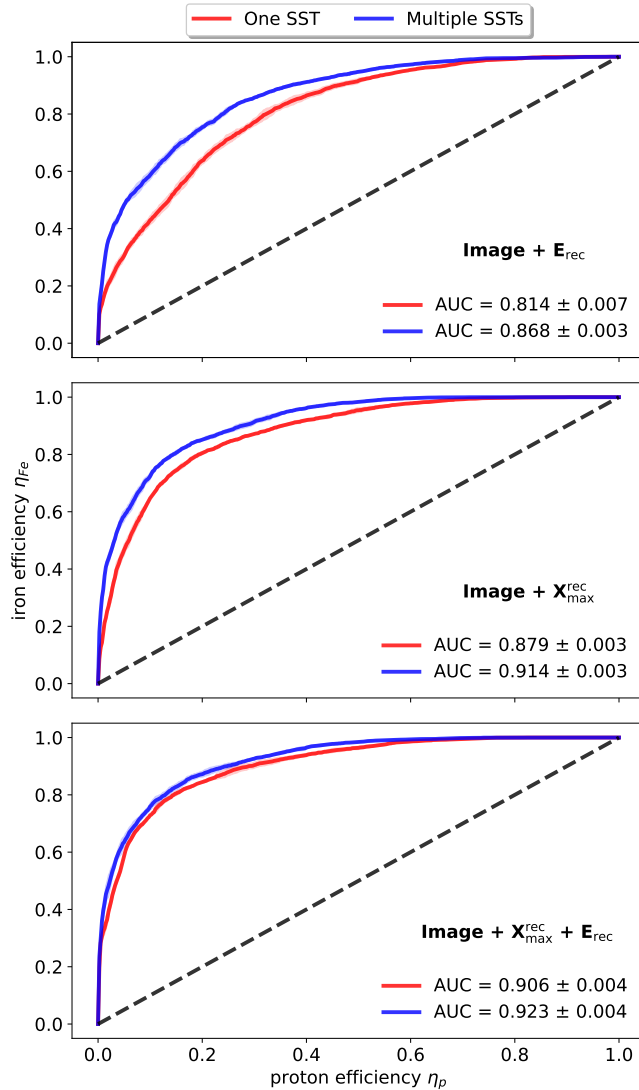 One SST Multiple SSTs
1.0
0.8
0.6
0.4
0.2
0.0
Image + E_rec
AUC = 0.814 ± 0.007
AUC = 0.868 ± 0.003
iron efficiency η_Fe
1.0
0.8
0.6
0.4
0.2
0.0
Image + X_max^rec
AUC = 0.879 ± 0.003
AUC = 0.914 ± 0.003
1.0
0.8
0.6
0.4
0.2
0.0
Image + X_max^rec + E_rec
AUC = 0.906 ± 0.004
AUC = 0.923 ± 0.004
0.0 0.2 0.4 0.6 0.8 1.0
proton efficiency η_p